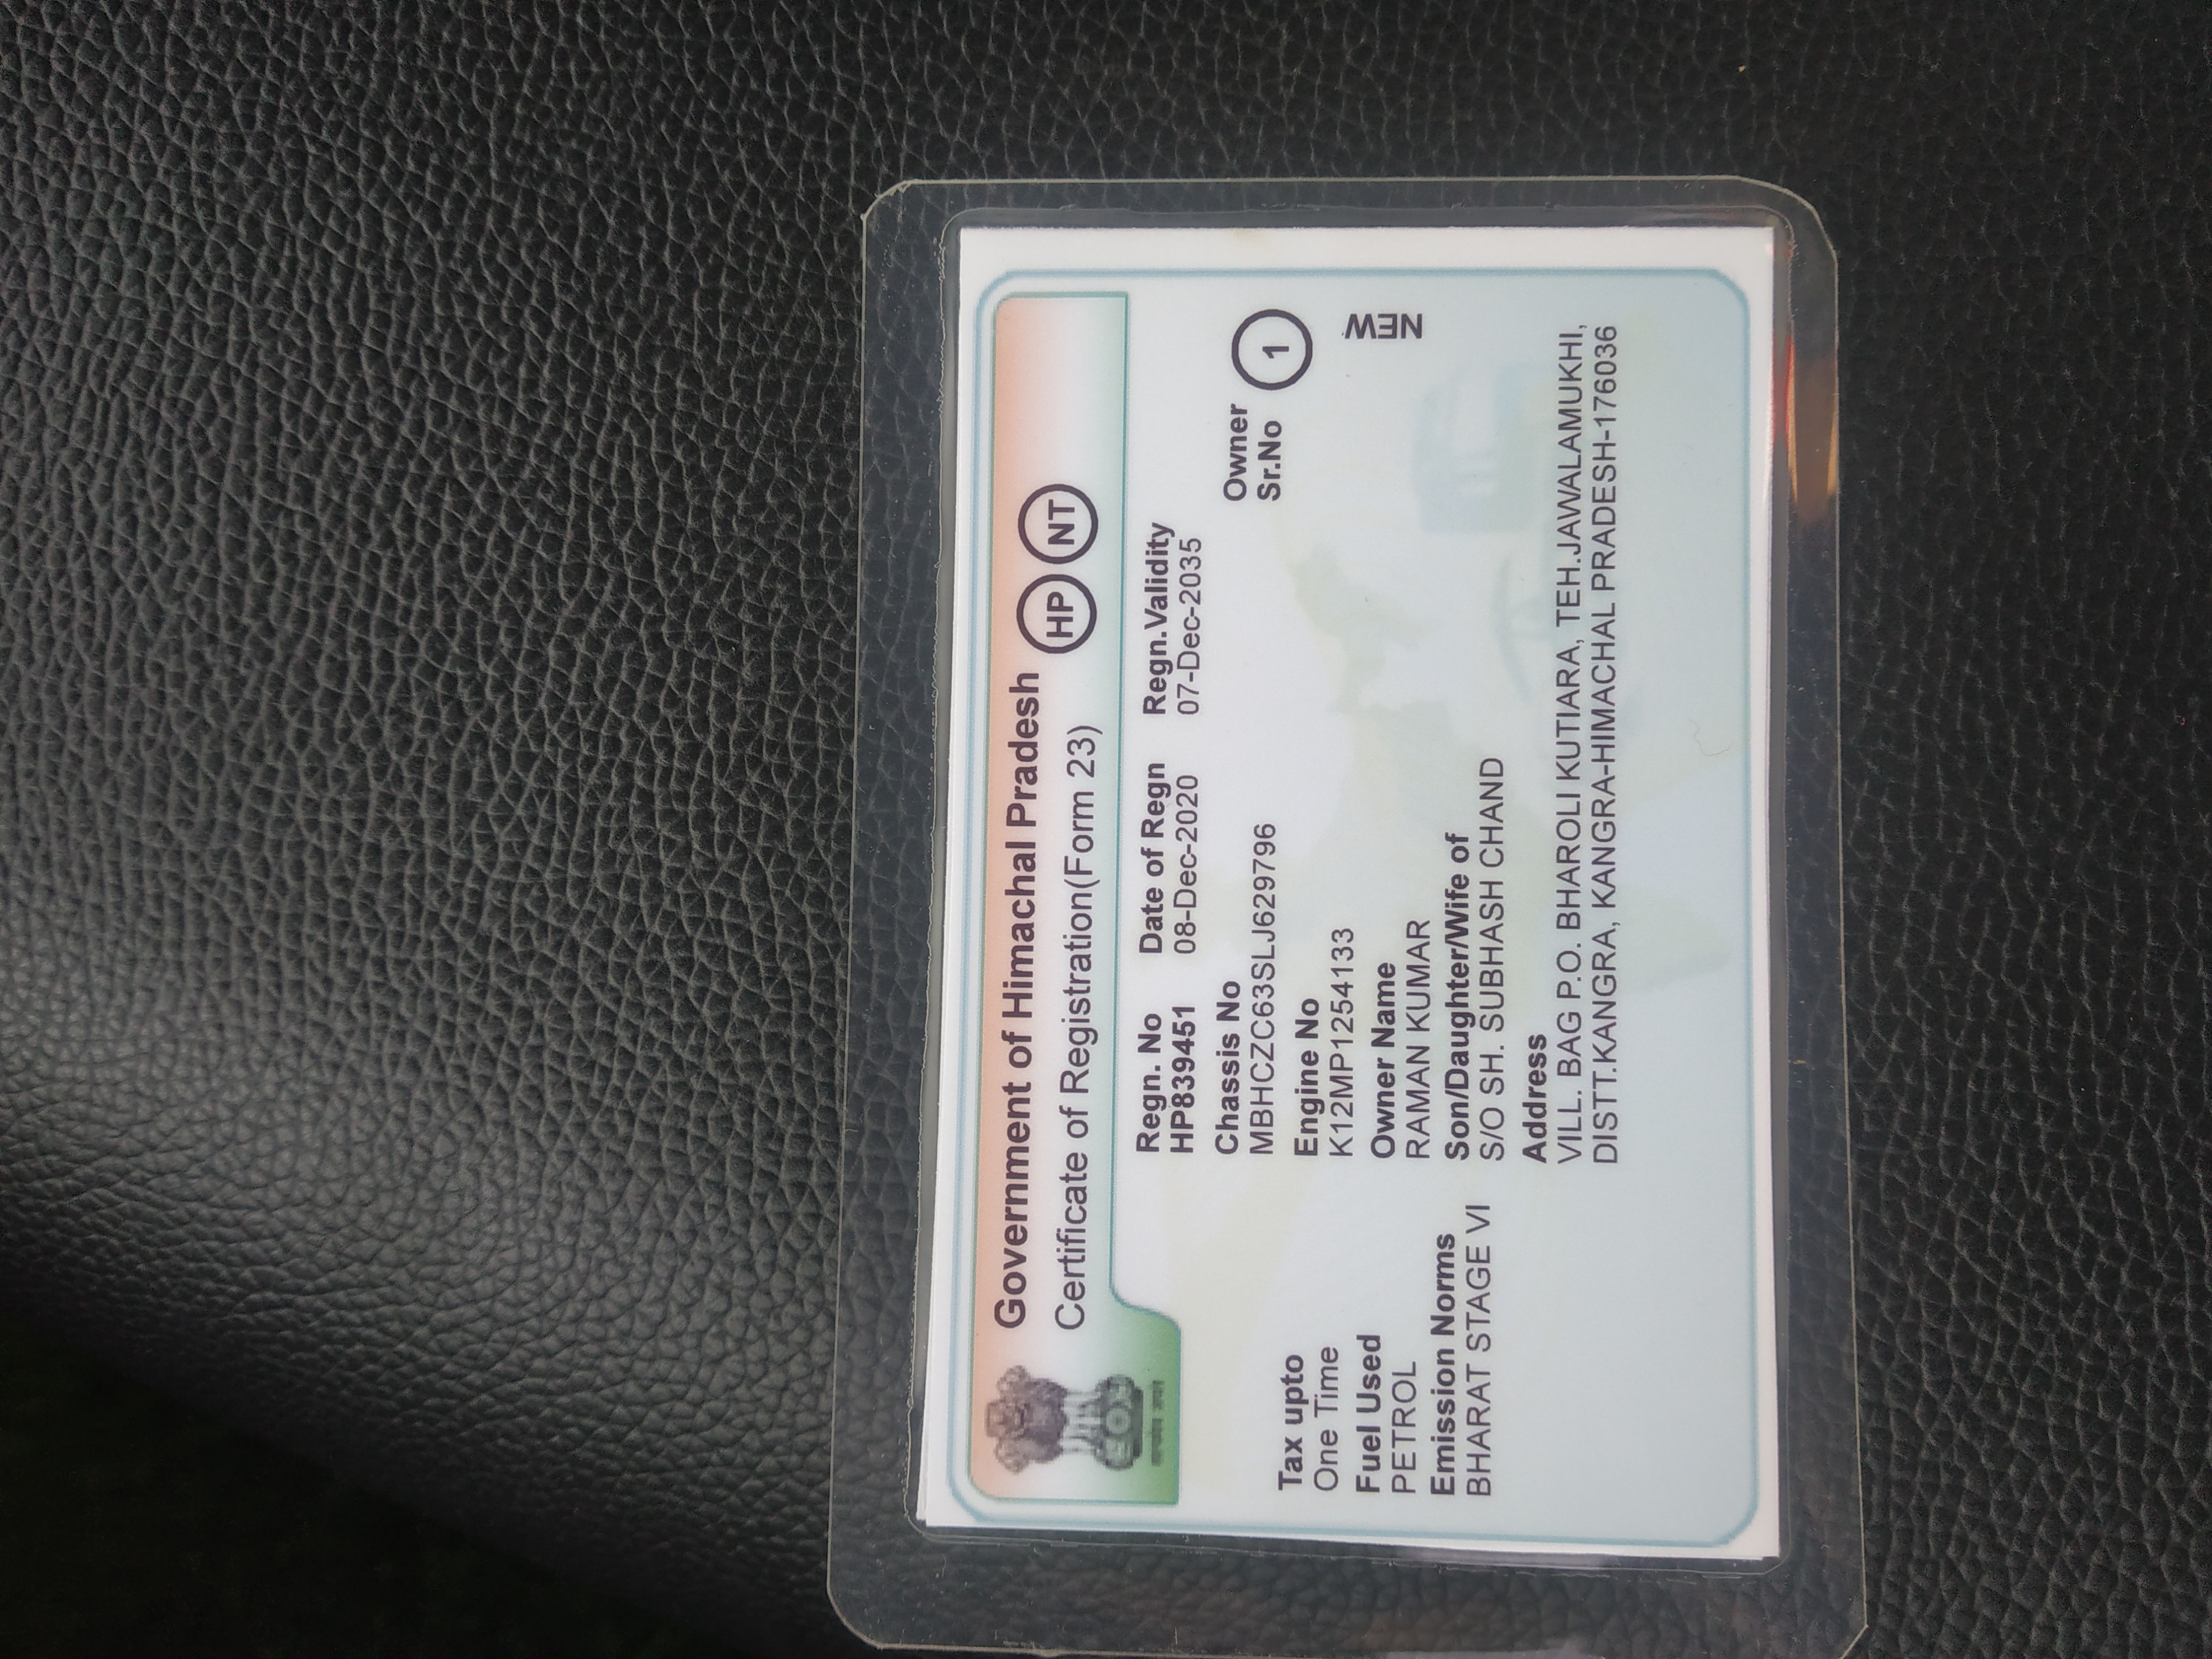 Government of Himachal Pradesh
Certificate of Registration(Form 23)
HP NT
Regn. No Date of Regn Regn.Validity
HP839451 08-Dec-2020 07-Dec-2035
Chassis No
MBHCZC63SLJ629796
Owner
Sr.No
1
Engine No
K12MP1254133
NEW
Owner Name
RAMAN KUMAR
Son/Daughter/Wife of
S/O SH. SUBHASH CHAND
Address
VILL. BAG P.O. BHAROLI KUTIARA, TEH.JAWALAMUKHI,
DISTT.KANGRA, KANGRA-HIMACHAL PRADESH-176036
Tax upto
One Time
Fuel Used
PETROL
Emission Norms
BHARAT STAGE VI